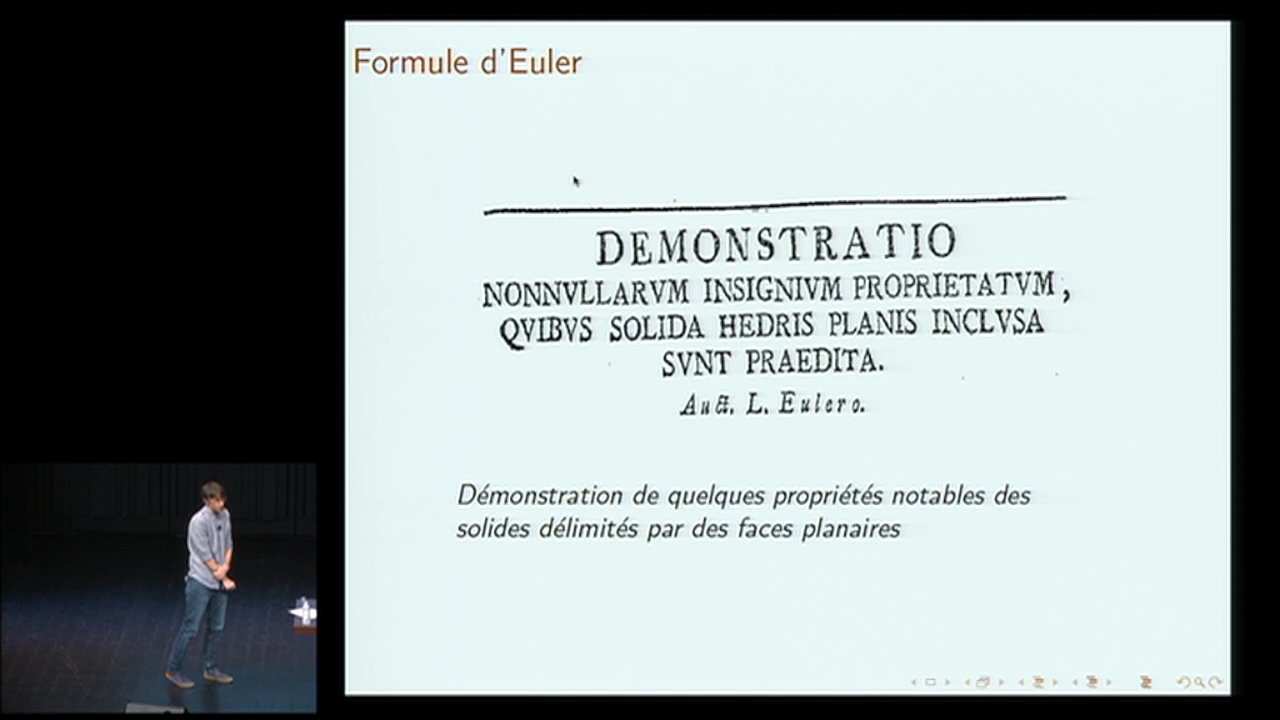 Formule d'Euler
DEMONSTRATIO
NONNVLLARVM INSIGNIVM PROPRIETATVM,
QVIBVS SOLIDA HEDRIS PLANIS INCLVSA
SVNT PRAEDITA.
Auct. L. Eulero.
Démonstration de quelques propriétés notables des
solides délimités par des faces planaires